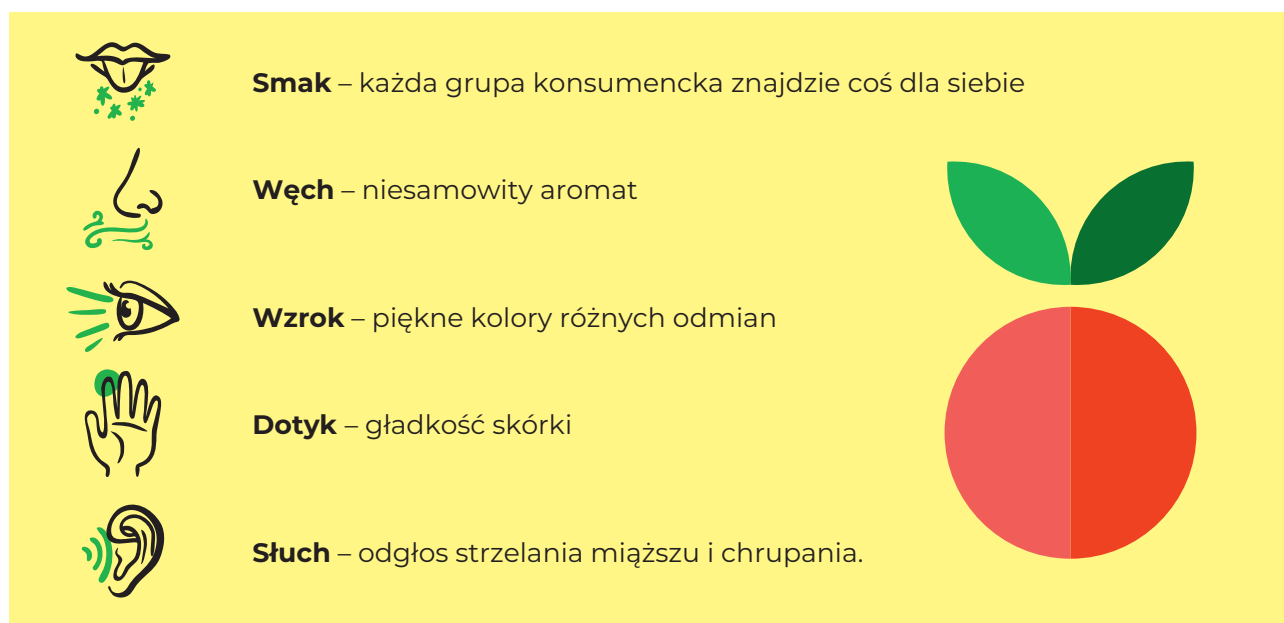 Smak – każda grupa konsumencka znajdzie coś dla siebie
Węch – niesamowity aromat
Wzrok – piękne kolory różnych odmian
Dotyk – gładkość skórki
Słuch – odgłos strzelania miąższu i chrupania.